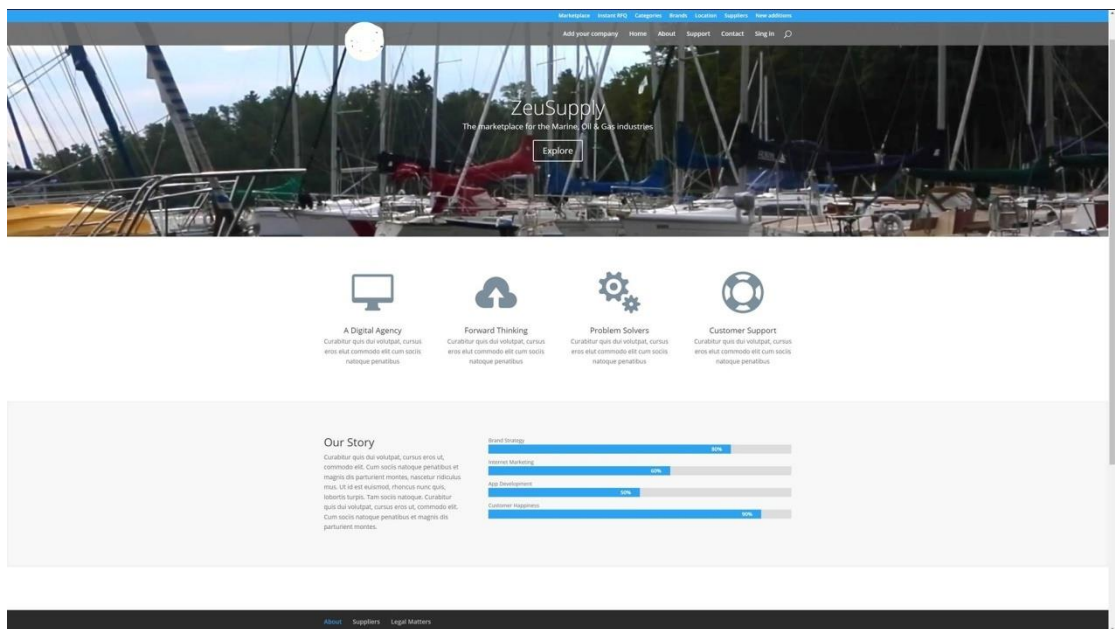 Marketplace Instant RFQ Categories Brands Location Suppliers New additions
Add your company Home About Support Contact Sing In
ZeuSupply
The marketplace for the Marine, Oil & Gas industries
Explore
A Digital Agency
Curabitur quis dui volutpat, cursus
eros elut commodo elit cum sociis
natoque penatibus
Forward Thinking
Curabitur quis dui volutpat, cursus
eros elut commodo elit cum sociis
natoque penatibus
Problem Solvers
Curabitur quis dui volutpat, cursus
eros elut commodo elit cum sociis
natoque penatibus
Customer Support
Curabitur quis dui volutpat, cursus
eros elut commodo elit cum sociis
natoque penatibus
Our Story
Curabitur quis dui volutpat, cursus eros ut,
commodo elit. Cum sociis natoque penatibus et
magnis dis parturient montes, nascetur ridiculus
mus. Ut id est euismod, rhoncus nunc quis,
lobortis turpis. Tam sociis natoque. Curabitur
quis dui volutpat, cursus eros ut, commodo elit.
Cum sociis natoque penatibus et magnis dis
parturient montes.
Brand Strategy
80%
Internet Marketing
60%
App Development
50%
Customer Happiness
90%
About Suppliers Legal Matters